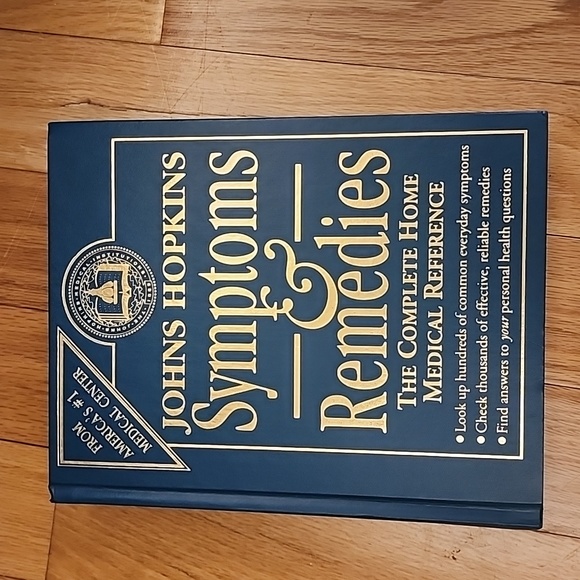 FROM
AMERICA'S #1
MEDICAL CENTER
JOHNS HOPKINS
Symptoms
&
Remedies
THE COMPLETE HOME
MEDICAL REFERENCE
• Look up hundreds of common everyday symptoms
• Check thousands of effective, reliable remedies
• Find answers to your personal health questions